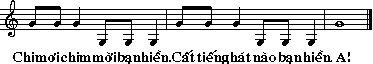 Chim ơi chim mời bạn hiền. Cất tiếng hát nào bạn hiền. A!